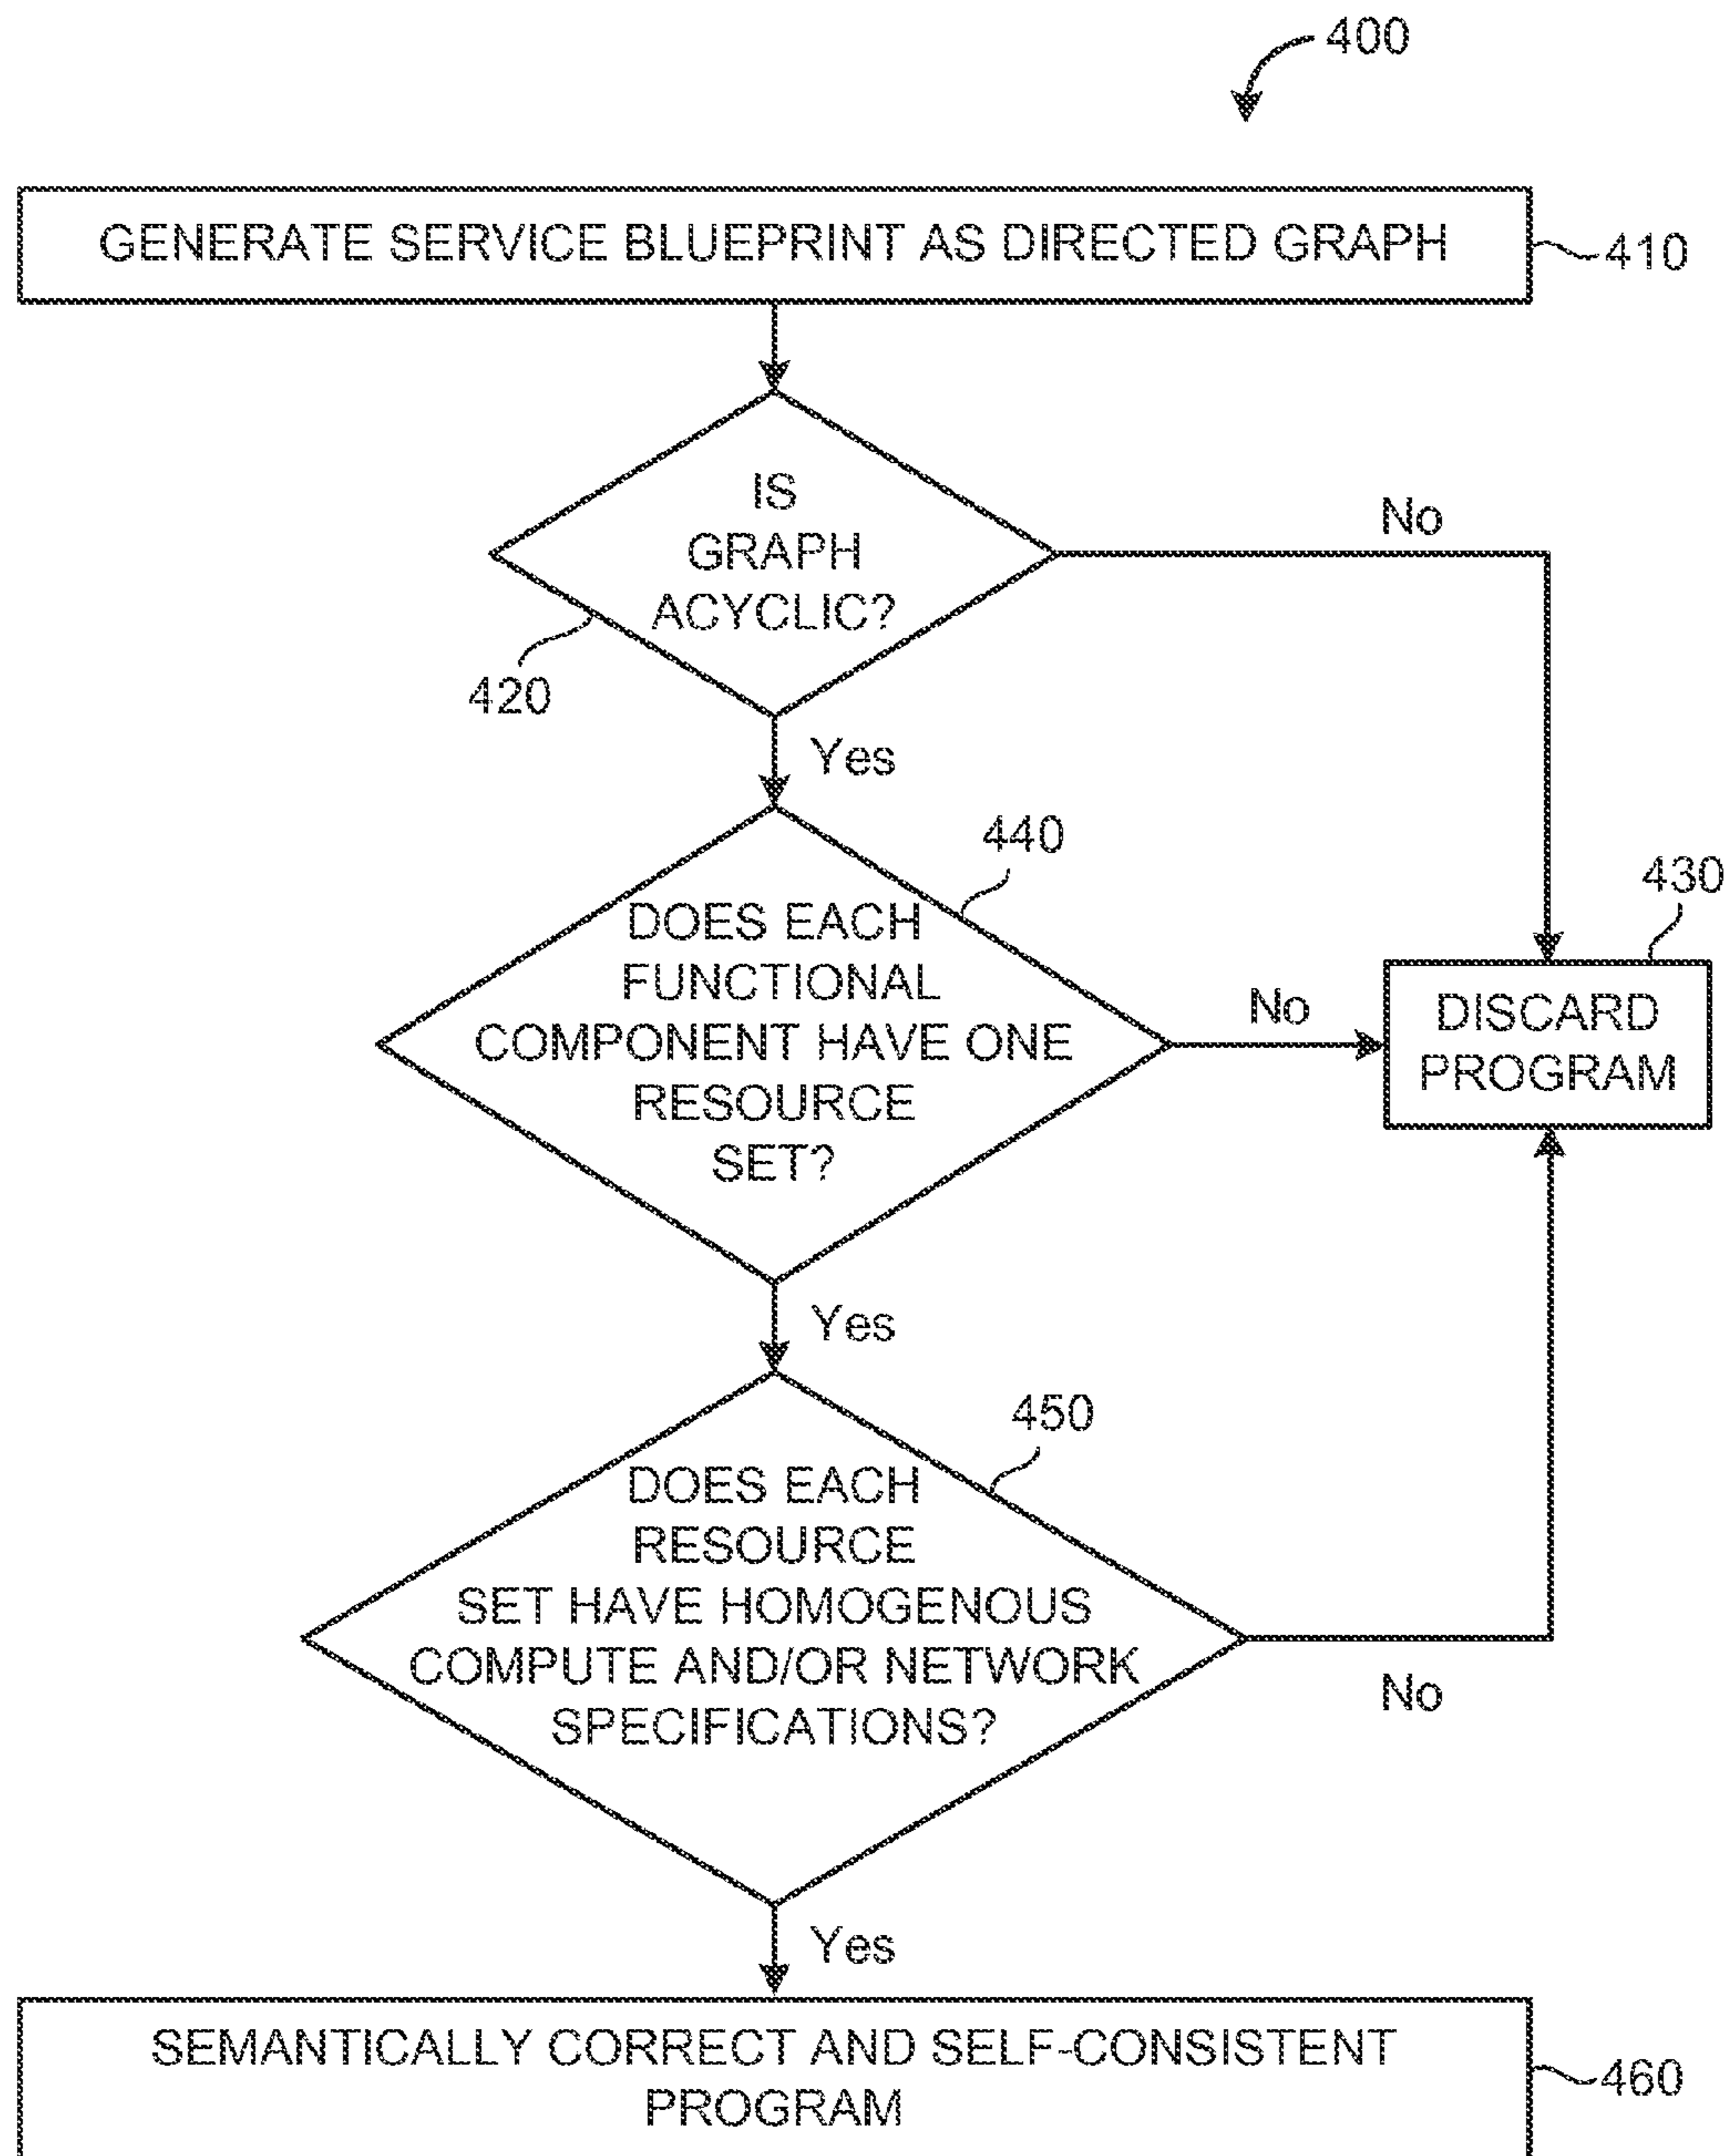 400
GENERATE SERVICE BLUEPRINT AS DIRECTED GRAPH
410
IS
GRAPH
ACYCLIC?
No
420
Yes
440
DOES EACH
FUNCTIONAL
COMPONENT HAVE ONE
RESOURCE
SET?
No
430
DISCARD
PROGRAM
Yes
450
DOES EACH
RESOURCE
SET HAVE HOMOGENOUS
COMPUTE AND/OR NETWORK
SPECIFICATIONS?
No
Yes
SEMANTICALLY CORRECT AND SELF-CONSISTENT
PROGRAM
460